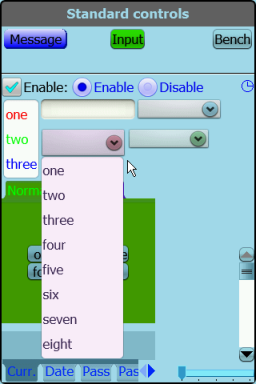 Standard controls
Message Input Bench
Enable: Enable Disable
one
two
three
Norma
one
two
three
four
five
six
seven
eight
Curr. Date Pass Pas